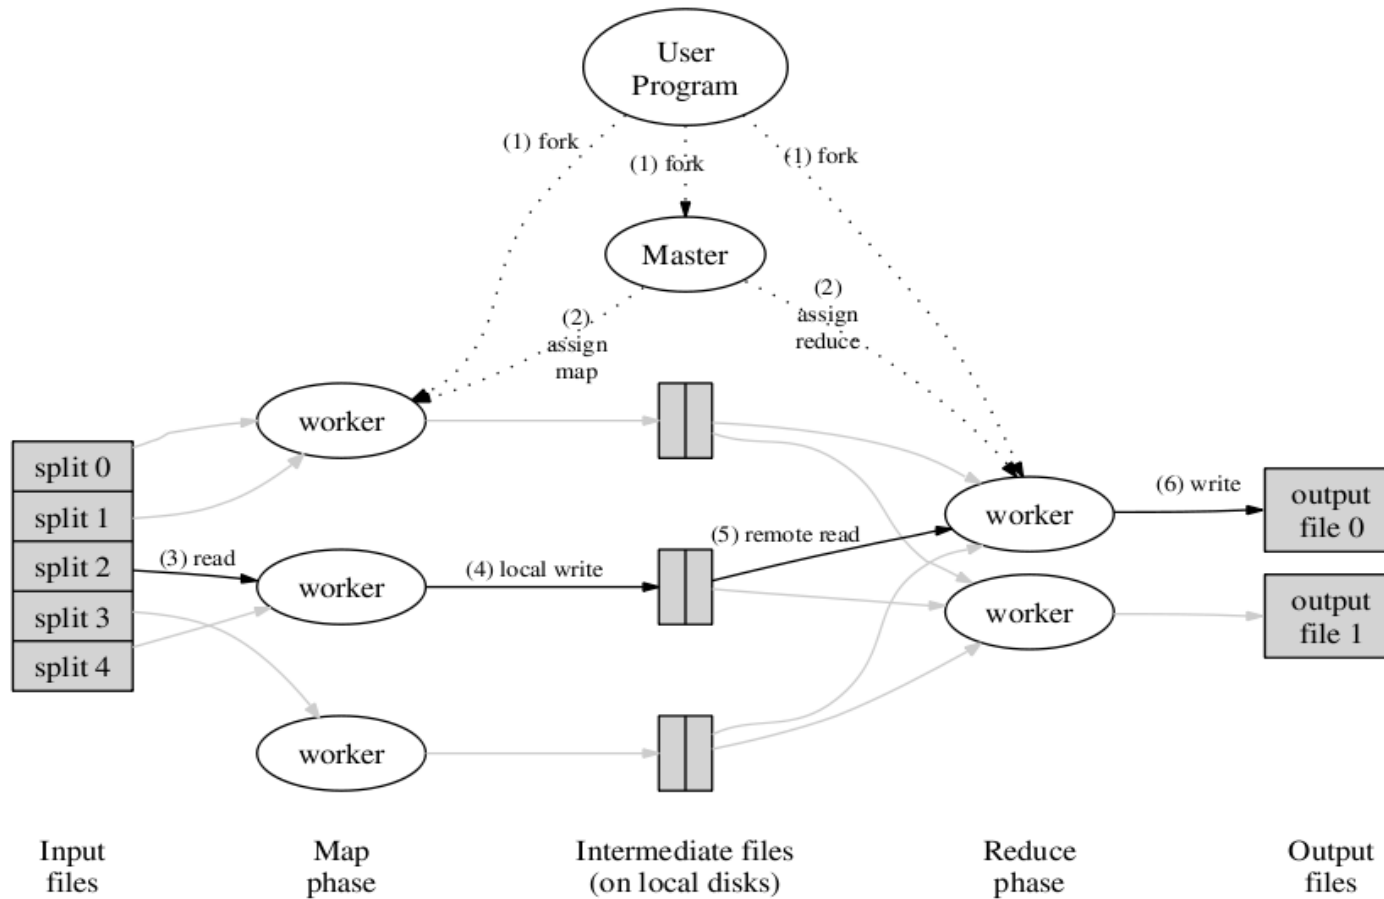 User
Program
(1) fork
(1) fork
(1) fork
Master
(2)
assign
map
(2)
assign
reduce
worker
split 0
split 1
split 2
split 3
split 4
(3) read
worker
(4) local write
worker
(5) remote read
worker
worker
(6) write
output
file 0
output
file 1
Input
files
Map
phase
Intermediate files
(on local disks)
Reduce
phase
Output
files